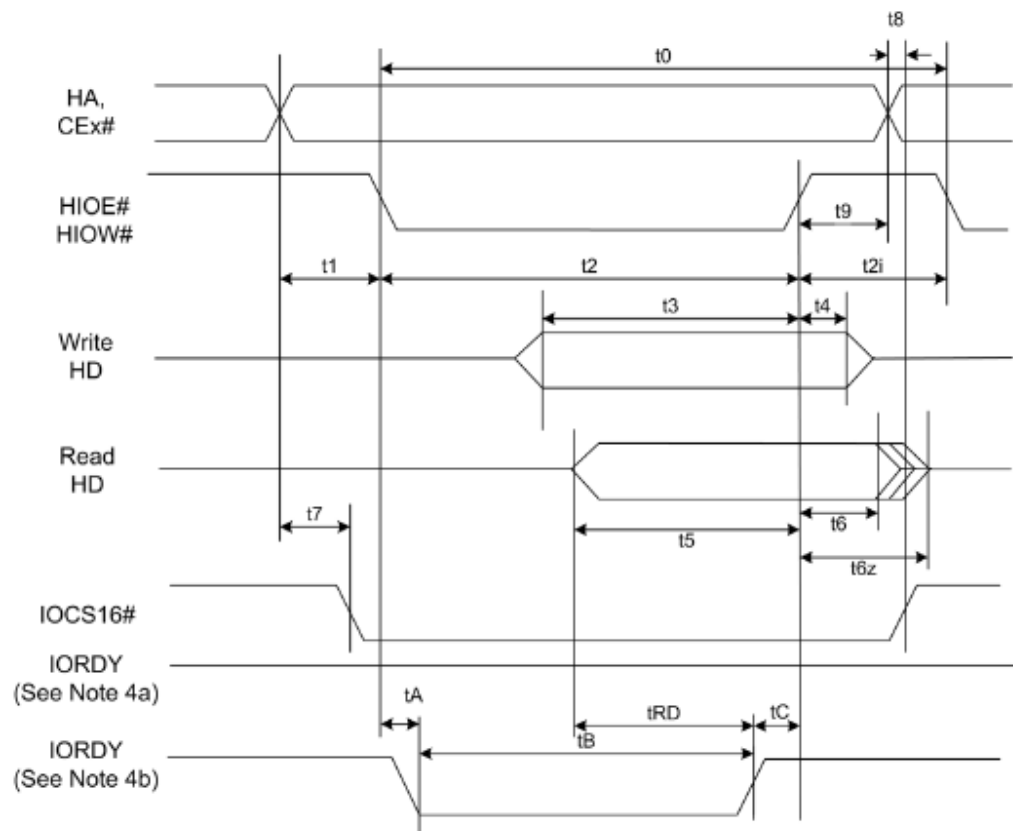 t8
t0
HA,
CEx#
HIOE#
HIOW#
t9
t1
t2
t2i
t3
t4
Write
HD
Read
HD
t7
t6
t5
t6z
IOCS16#
IORDY
(See Note 4a)
tA
tRD
tC
tB
IORDY
(See Note 4b)